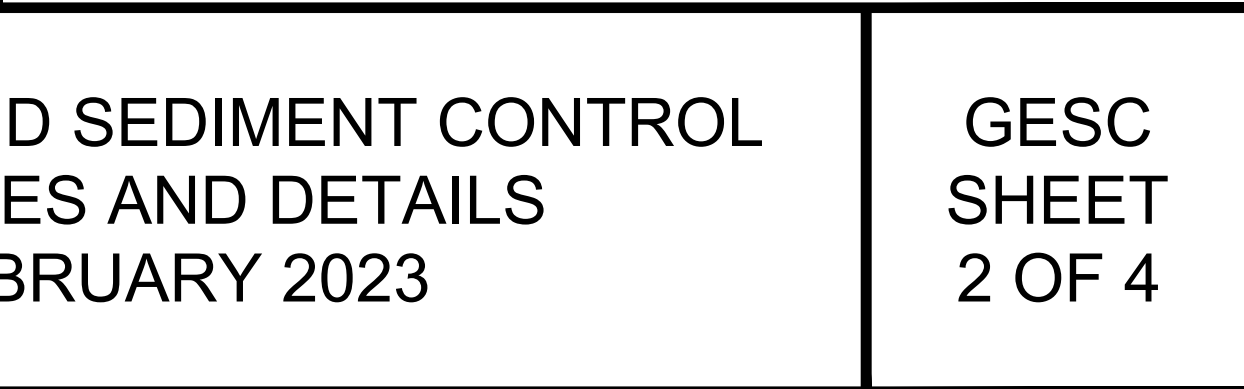 D SEDIMENT CONTROL
ES AND DETAILS
BRUARY 2023
GESC
SHEET
2 OF 4